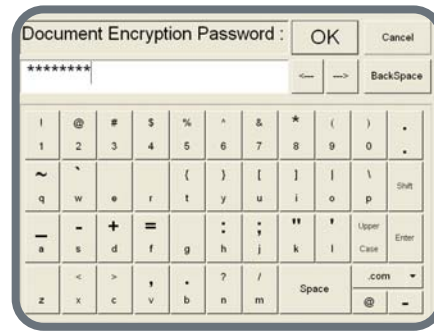 Document Encryption Password : OK Cancel
******** <--- ---> BackSpace
! @ # $ % ^ & * ( ) .
1 2 3 4 5 6 7 8 9 0 .
~ ` { } [ ] | \ Shift
q w e r t y u i o p
_ - + = : ; " ' Upper Enter
a s d f g h j k l Case
< > , . ? / Space .com
z x c v b n m @ -